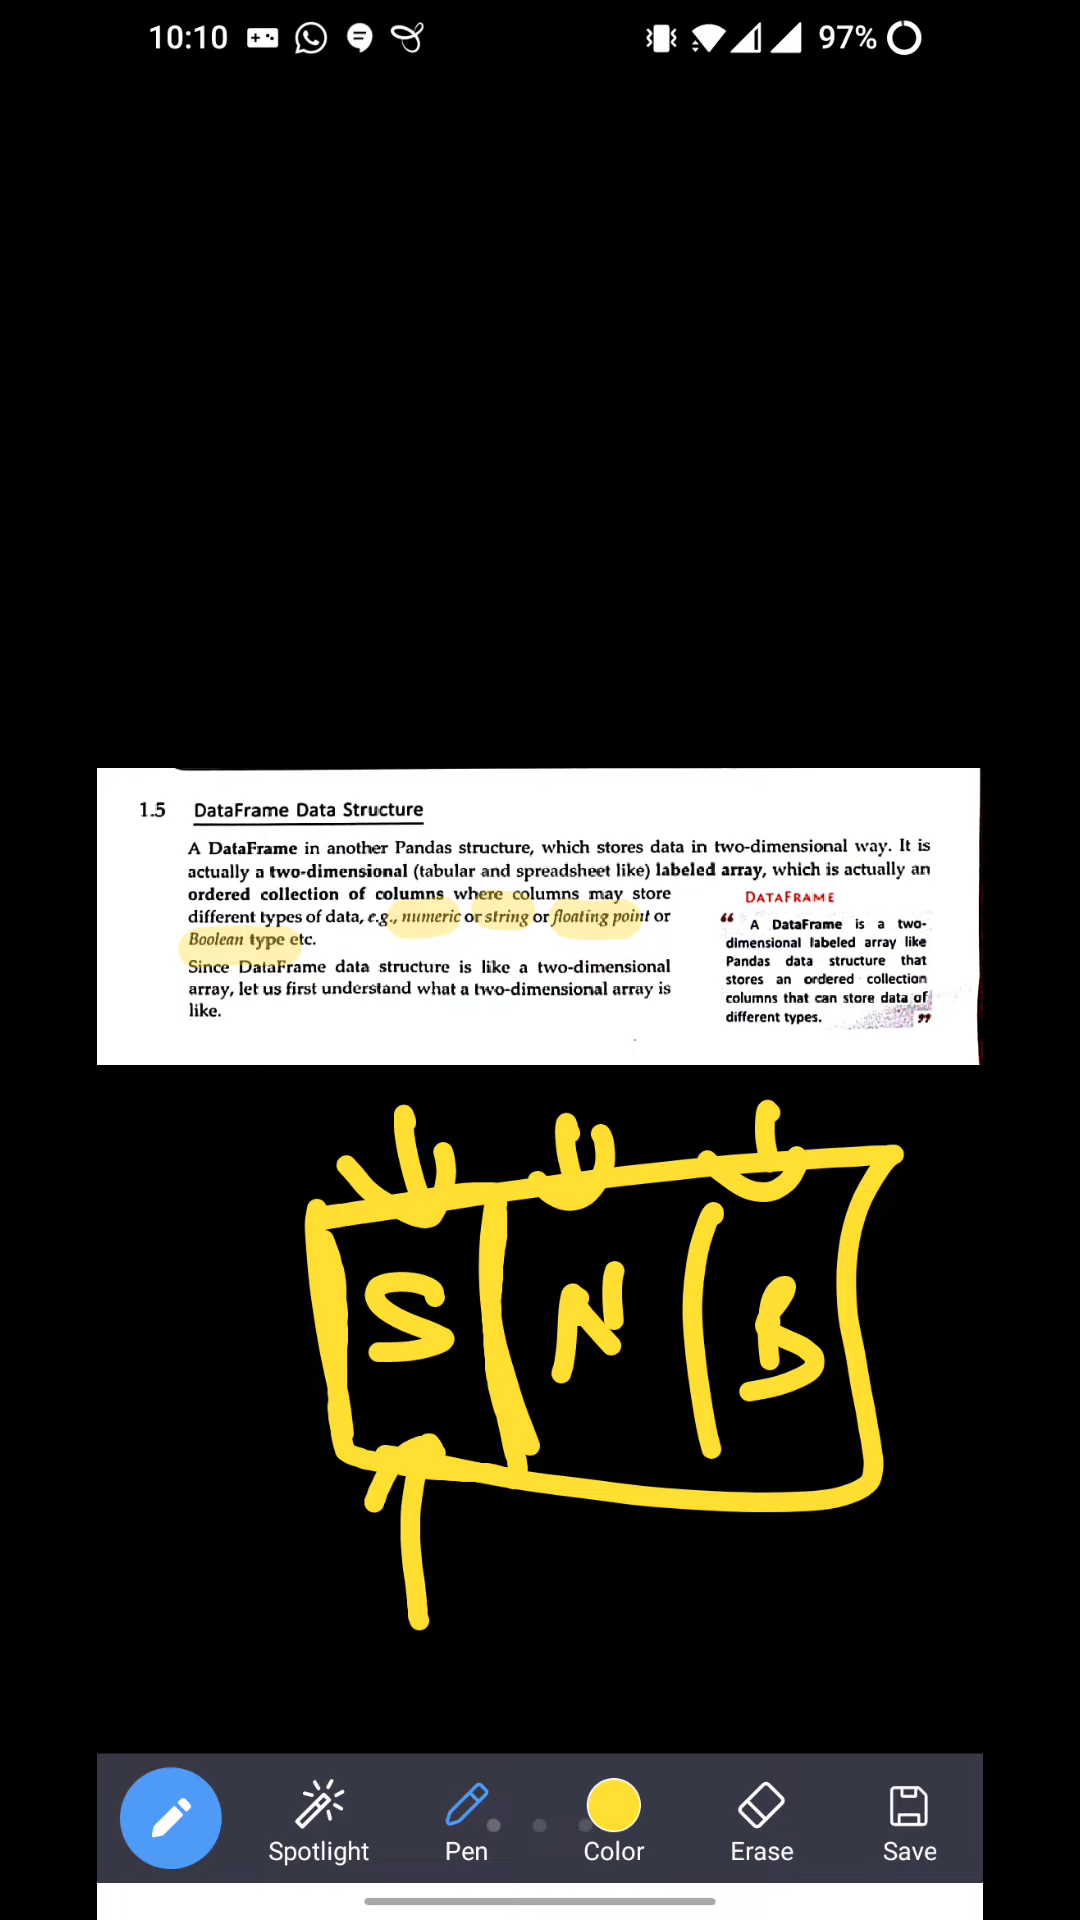 10:10 97%
1.5 DataFrame Data Structure
A DataFrame in another Pandas structure, which stores data in two-dimensional way. It is
actually a two-dimensional (tabular and spreadsheet like) labeled array, which is actually an
ordered collection of columns where columns may store
different types of data, e.g., numeric or string or floating point or
Boolean type etc.
Since DataFrame data structure is like a two-dimensional
array, let us first understand what a two-dimensional array is
like.
DATAFRAME
“ A DataFrame is a two-
dimensional labeled array like
Pandas data structure that
stores an ordered collection
columns that can store data of
different types. ”
S N B
Spotlight Pen Color Erase Save